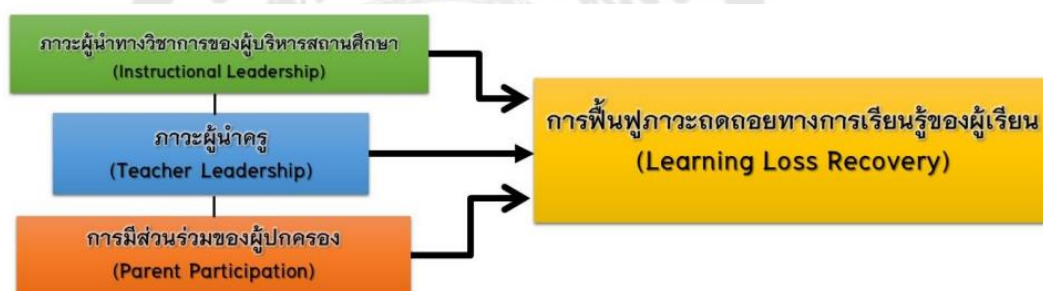 ภาวะผู้นำทางวิชาการของผู้บริหารสถานศึกษา
(Instructional Leadership)
ภาวะผู้นำครู
(Teacher Leadership)
การมีส่วนร่วมของผู้ปกครอง
(Parent Participation)
การฟื้นฟูภาวะถดถอยทางการเรียนรู้ของผู้เรียน
(Learning Loss Recovery)